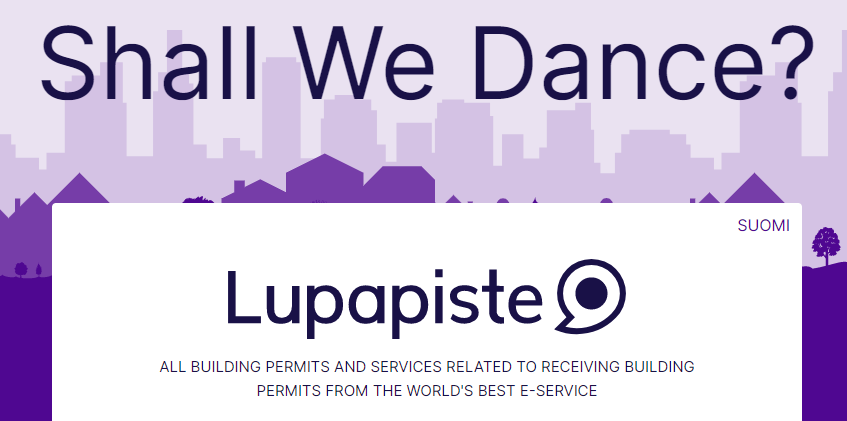 Shall We Dance?
SUOMI
Lupapiste
ALL BUILDING PERMITS AND SERVICES RELATED TO RECEIVING BUILDING
PERMITS FROM THE WORLD'S BEST E-SERVICE